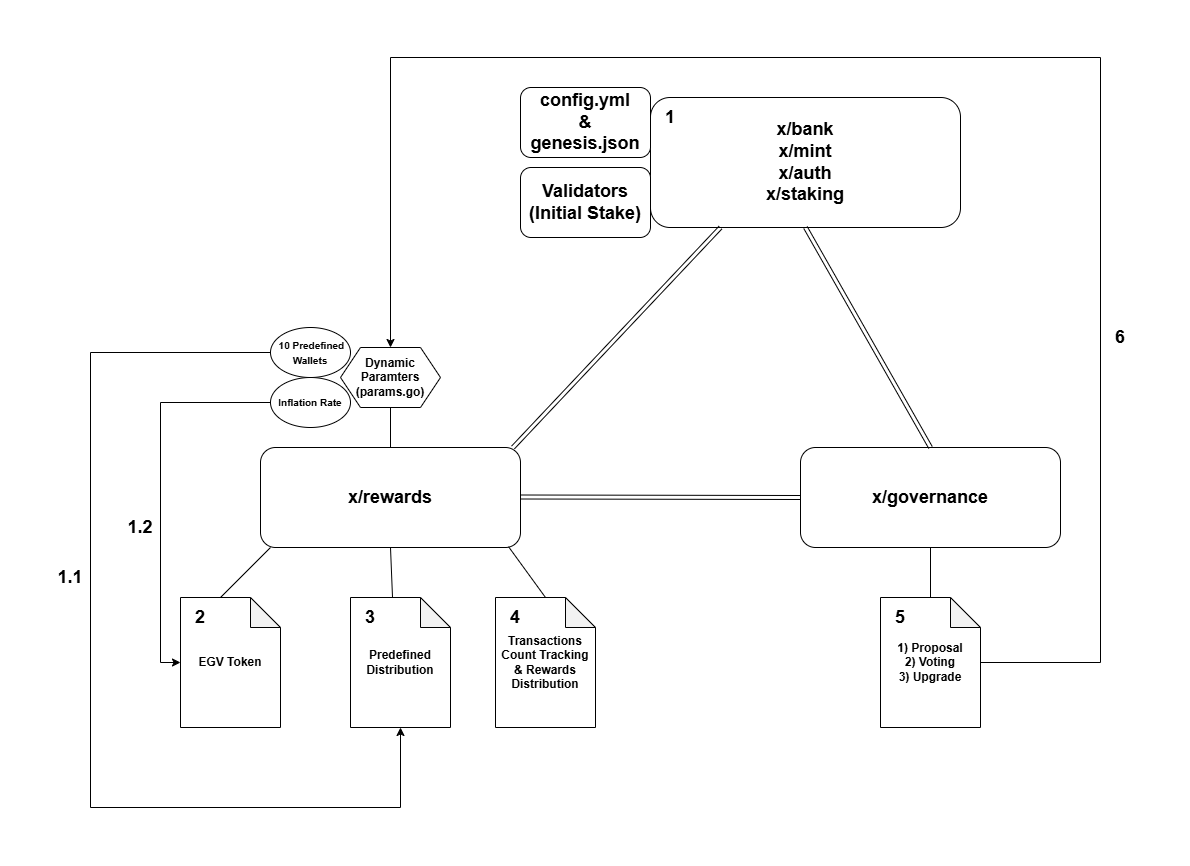 config.yml
&
genesis.json
1
x/bank
x/mint
x/auth
x/staking
Validators
(Initial Stake)
6
10 Predefined
Wallets
Dynamic
Paramters
(params.go)
Inflation Rate
x/rewards
x/governance
1.2
1.1
2
EGV Token
3
Predefined
Distribution
4
Transactions
Count Tracking
& Rewards
Distribution
5
1) Proposal
2) Voting
3) Upgrade